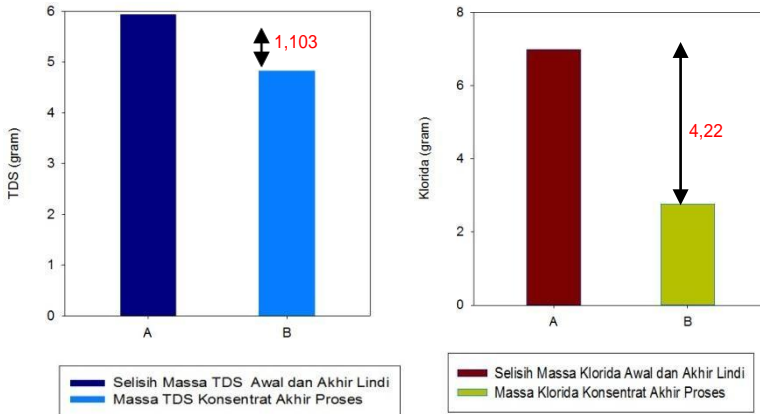 6
5
4
3
2
1
0
TDS (gram)
1,103
A
B
Selisih Massa TDS Awal dan Akhir Lindi
Massa TDS Konsentrat Akhir Proses
8
6
4
2
0
Klorida (gram)
4,22
A
B
Selisih Massa Klorida Awal dan Akhir Lindi
Massa Klorida Konsentrat Akhir Proses